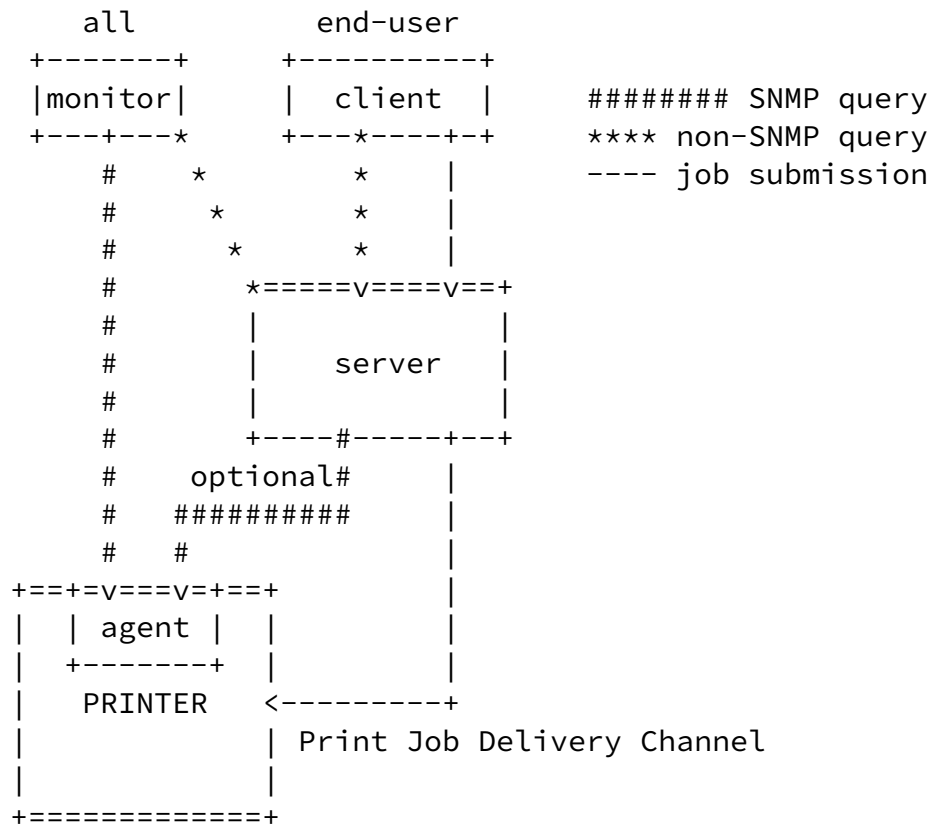 all end-user
monitor client ######## SNMP query
**** non-SNMP query
---- job submission
server
optional
agent
PRINTER
Print Job Delivery Channel